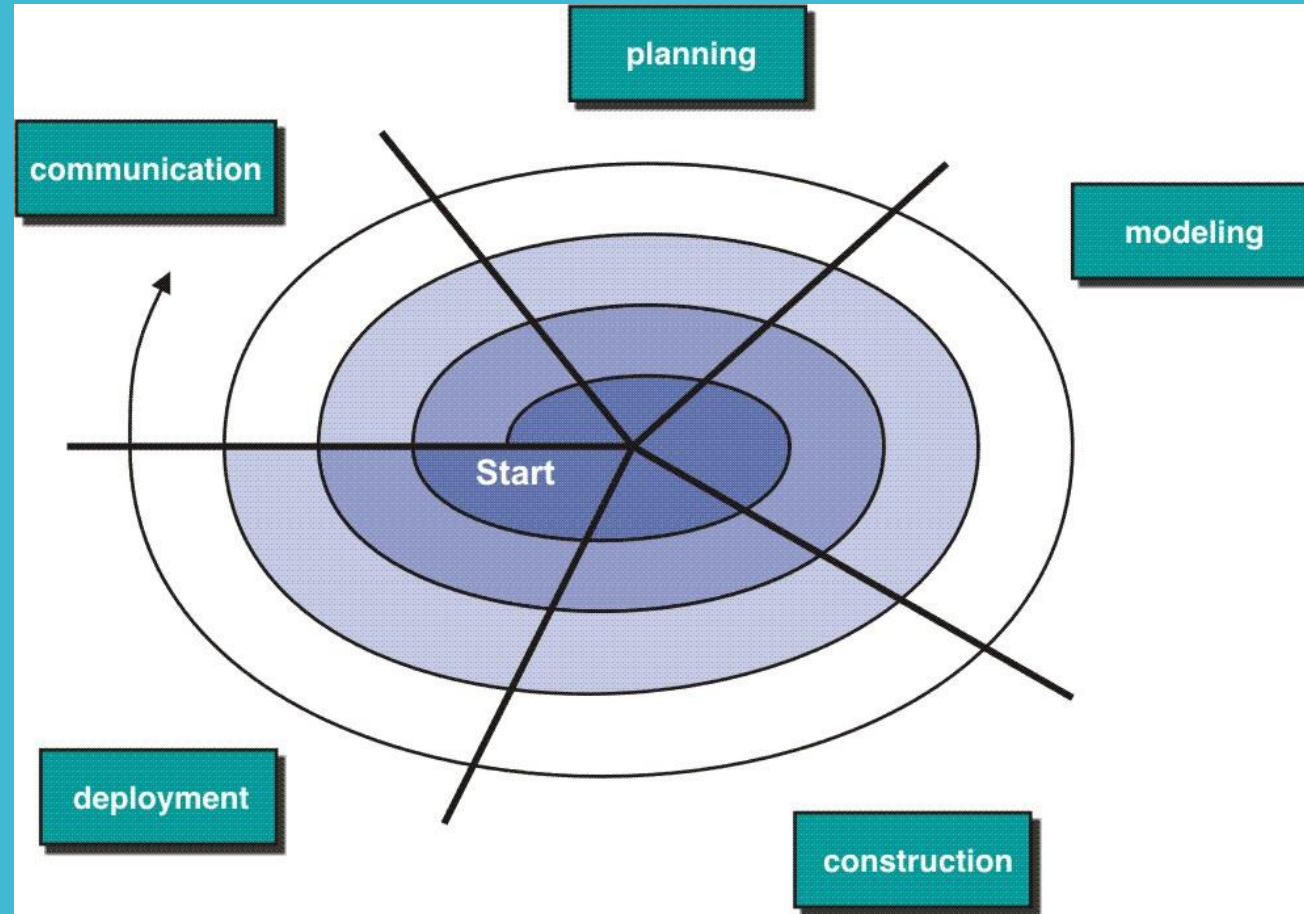 planning
communication
modeling
Start
deployment
construction